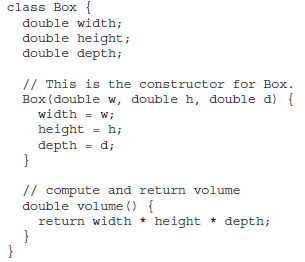 class Box {
double width;
double height;
double depth;
// This is the constructor for Box.
Box(double w, double h, double d) {
width = w;
height = h;
depth = d;
}
// compute and return volume
double volume() {
return width * height * depth;
}
}